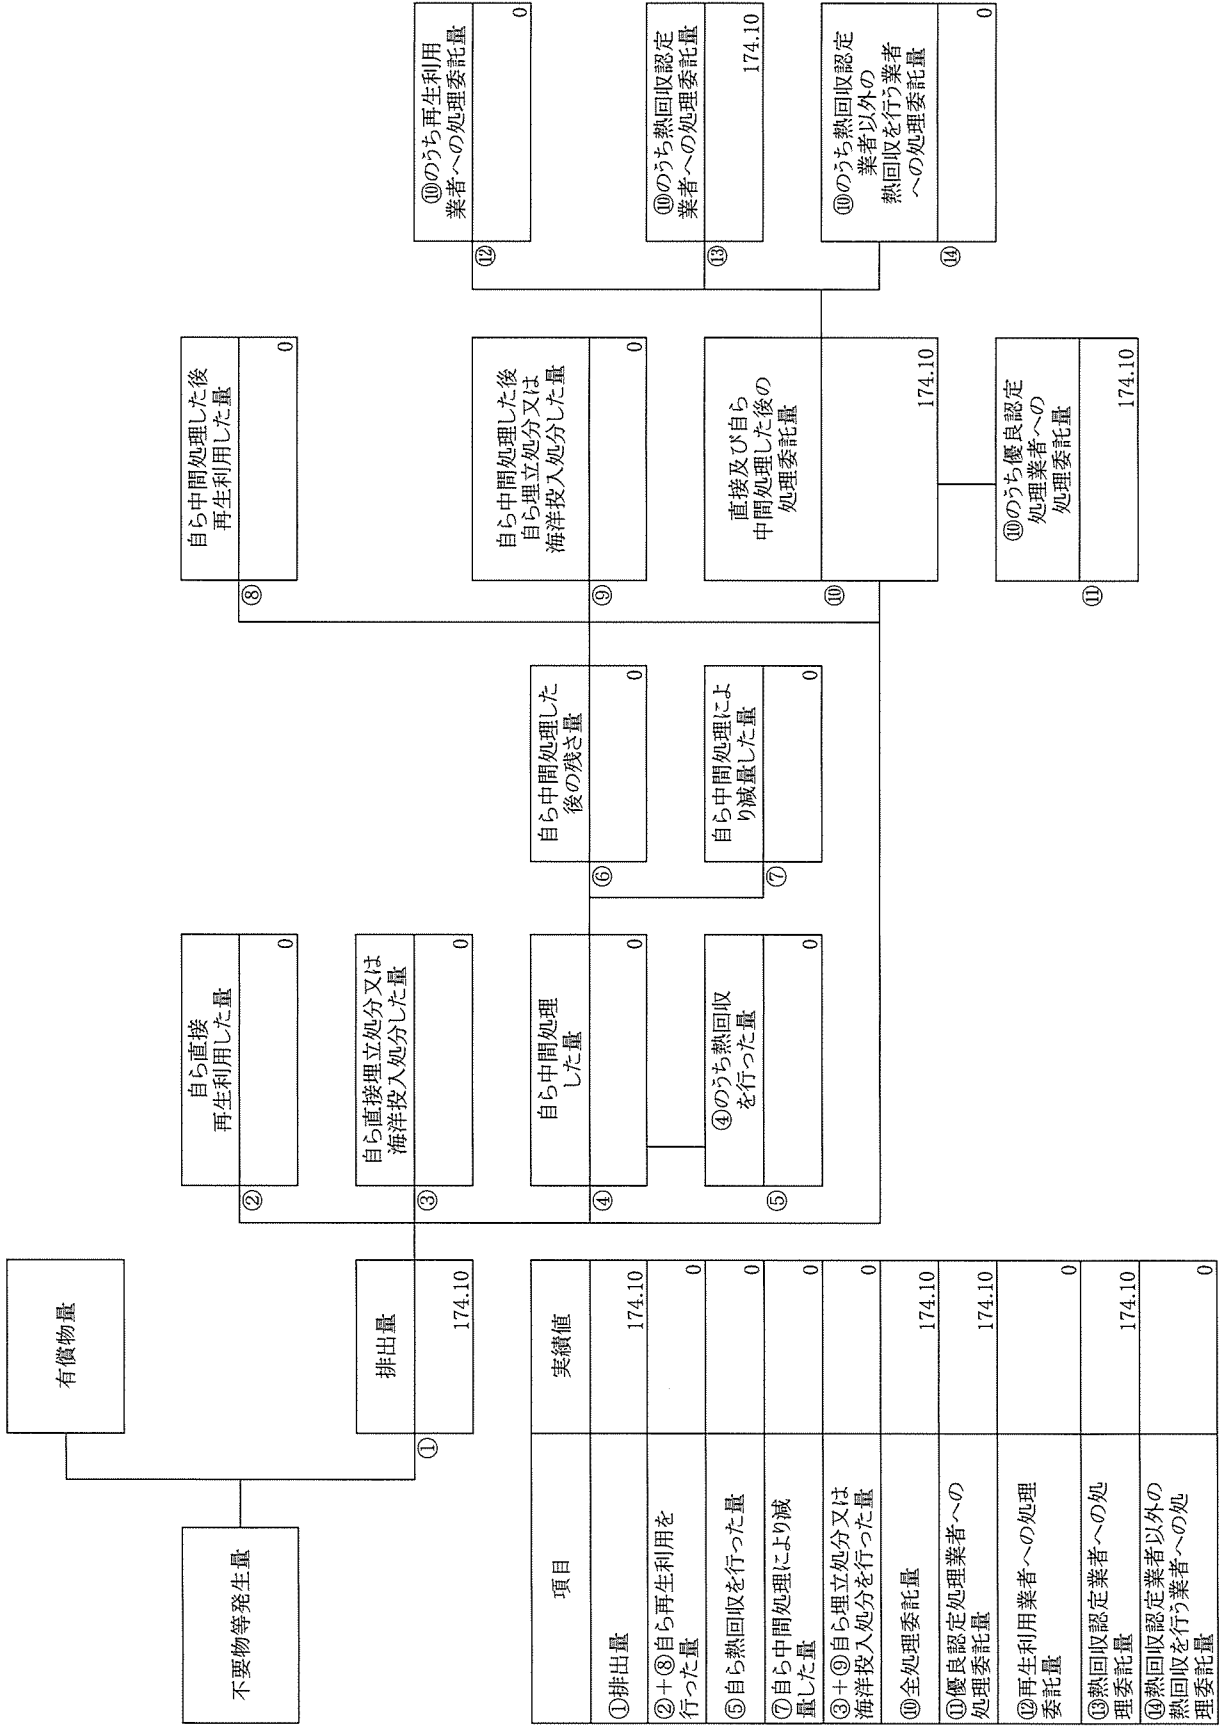 不要物等発生量
有償物量
①
排出量
174.10
②
自ら直接
再生利用した量
0
③
自ら直接埋立処分又は
海洋投入処分した量
0
④
自ら中間処理
した量
0
⑤
④のうち熱回収
を行った量
0
⑥
自ら中間処理した
後の残さ量
0
⑦
自ら中間処理によ
り減量した量
0
⑧
自ら中間処理した後
再生利用した量
0
⑨
自ら中間処理した後
自ら埋立処分又は
海洋投入処分した量
0
⑩
直接及び自ら
中間処理した後の
処理委託量
174.10
⑪
⑩のうち優良認定
処理業者への
処理委託量
174.10
⑫
⑩のうち再生利用
業者への処理委託量
0
⑬
⑩のうち熱回収認定
業者への処理委託量
174.10
⑭
⑩のうち熱回収認定
業者以外の
熱回収を行う業者
への処理委託量
0
項目
実績値
①排出量
174.10
②+⑧自ら再生利用を
行った量
0
⑤自ら熱回収を行った量
0
⑦自ら中間処理により減
量した量
0
③+⑨自ら埋立処分又は
海洋投入処分を行った量
0
⑩全処理委託量
174.10
⑪優良認定処理業者への
処理委託量
174.10
⑫再生利用業者への処理
委託量
0
⑬熱回収認定業者への処
理委託量
174.10
⑭熱回収認定業者以外の
熱回収を行う業者への処
理委託量
0